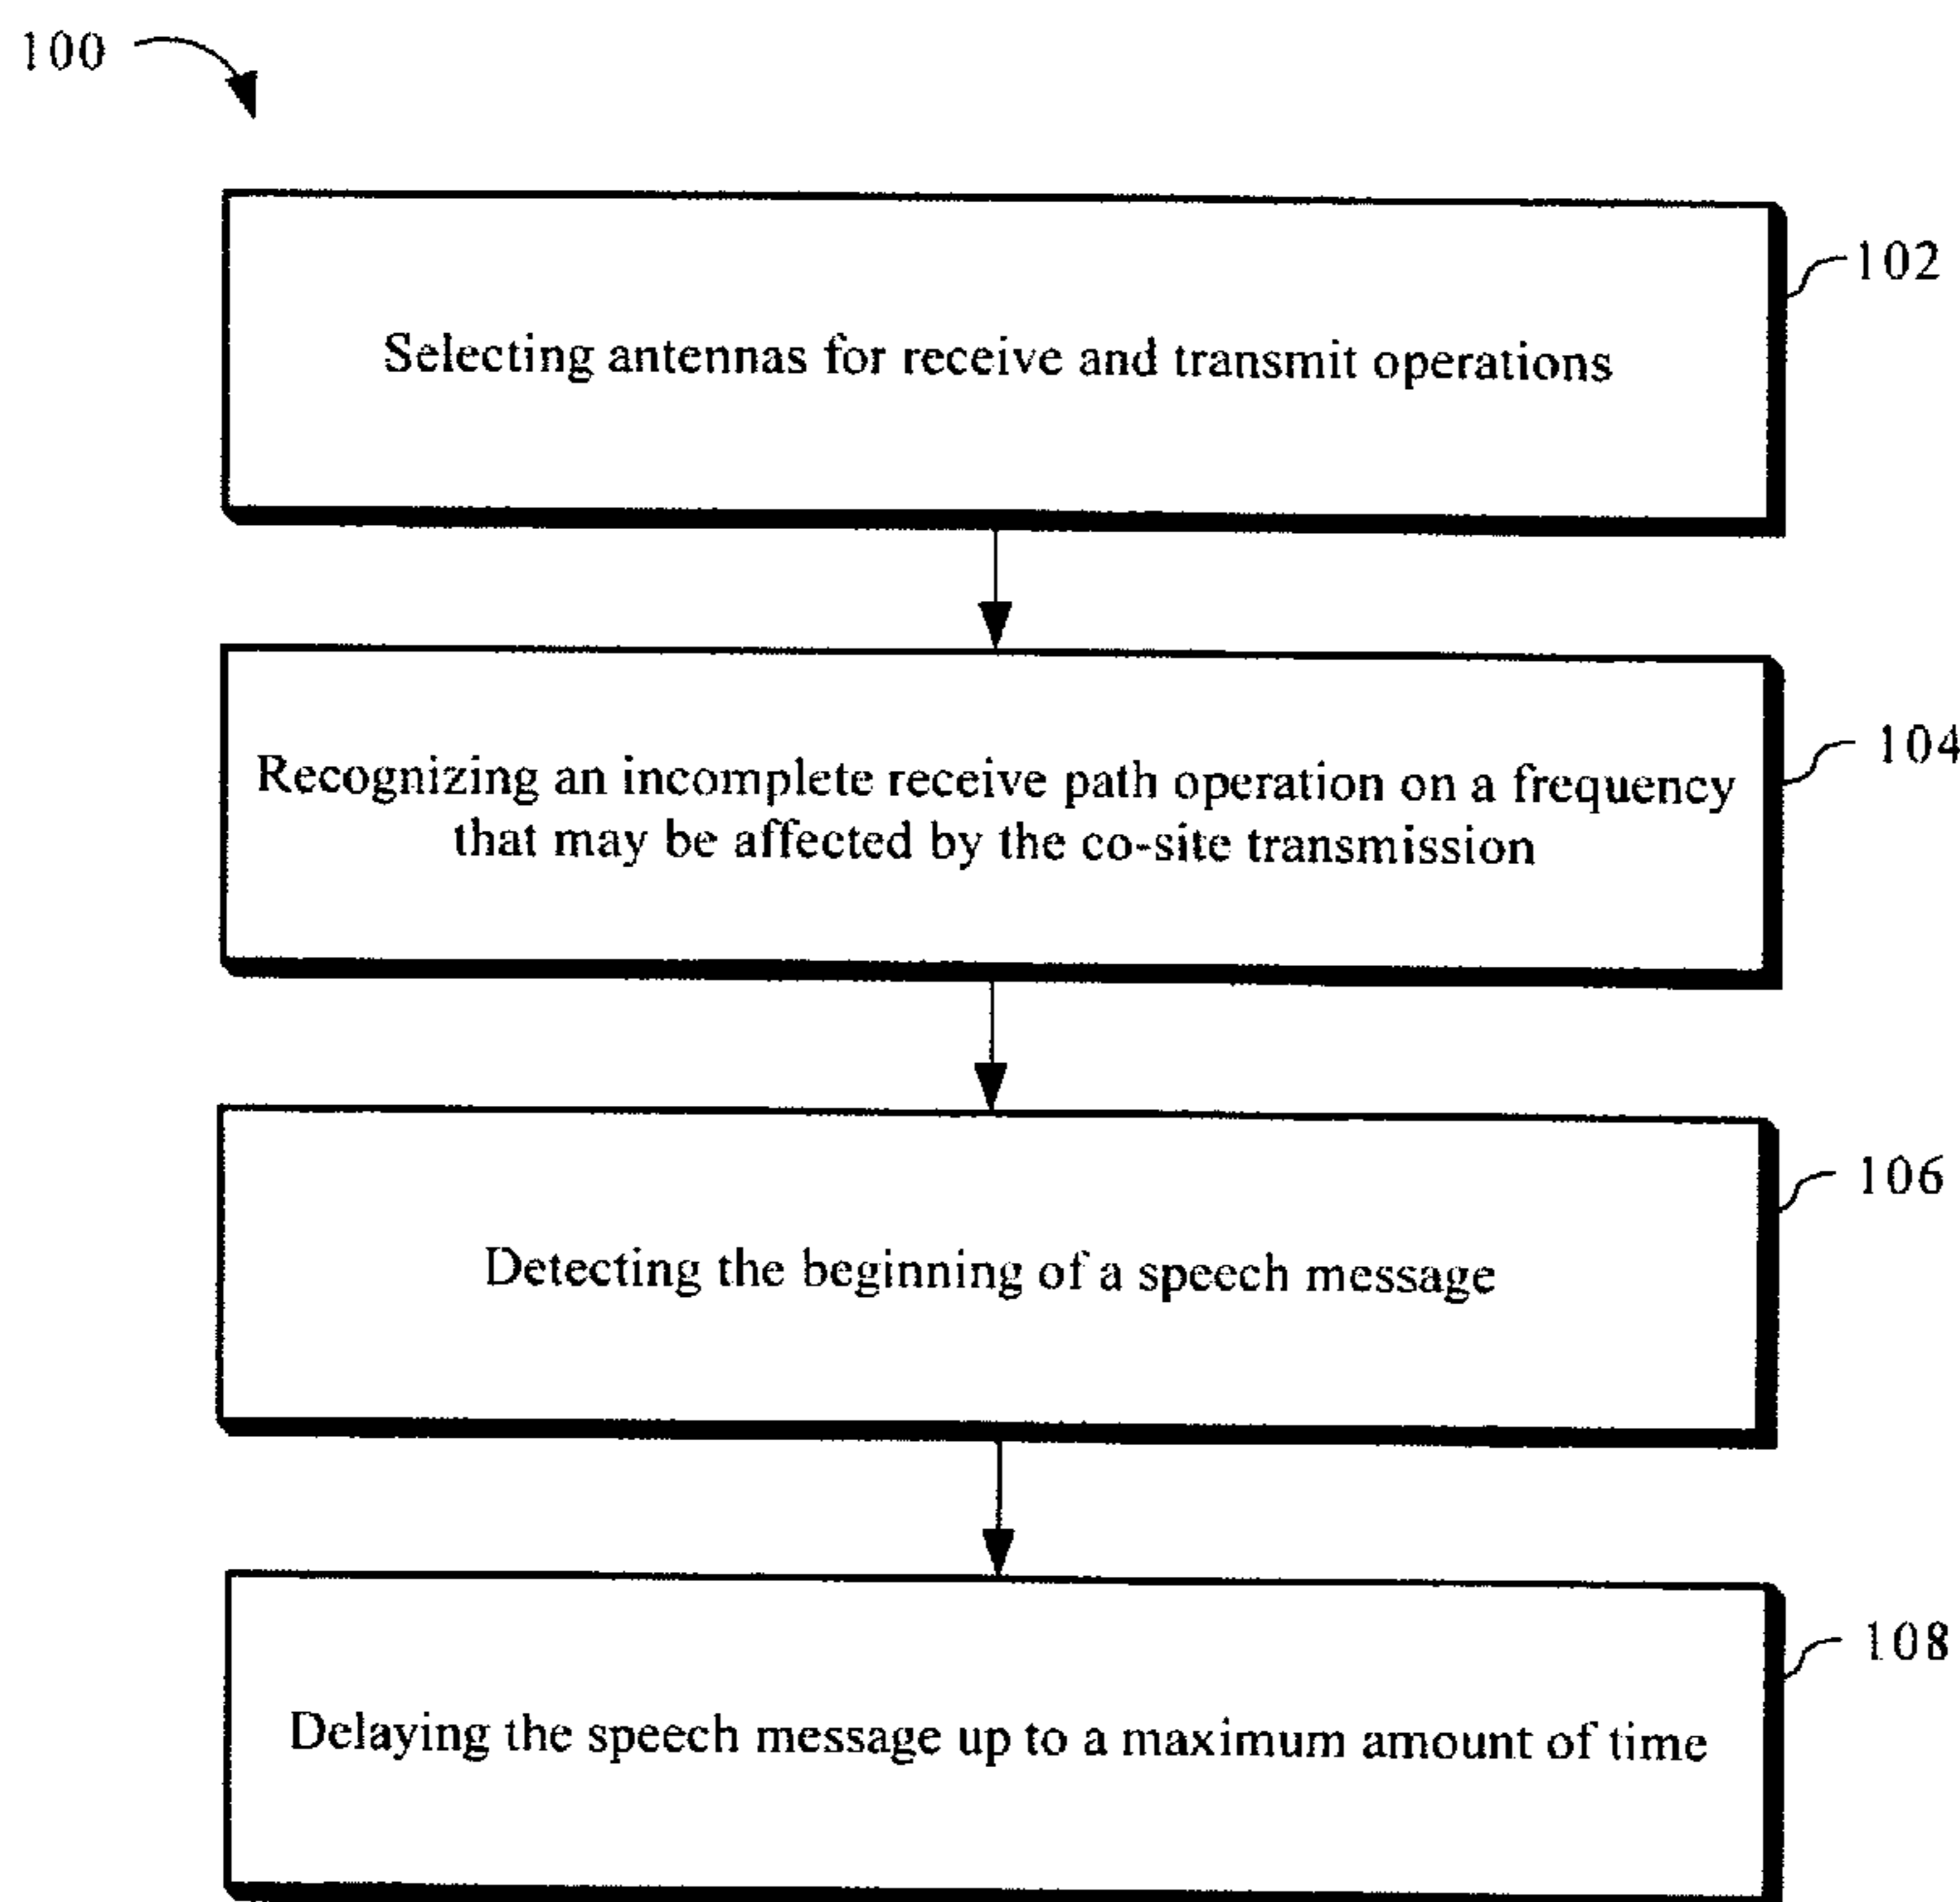 100
102
Selecting antennas for receive and transmit operations
104
Recognizing an incomplete receive path operation on a frequency
that may be affected by the co-site transmission
106
Detecting the beginning of a speech message
108
Delaying the speech message up to a maximum amount of time